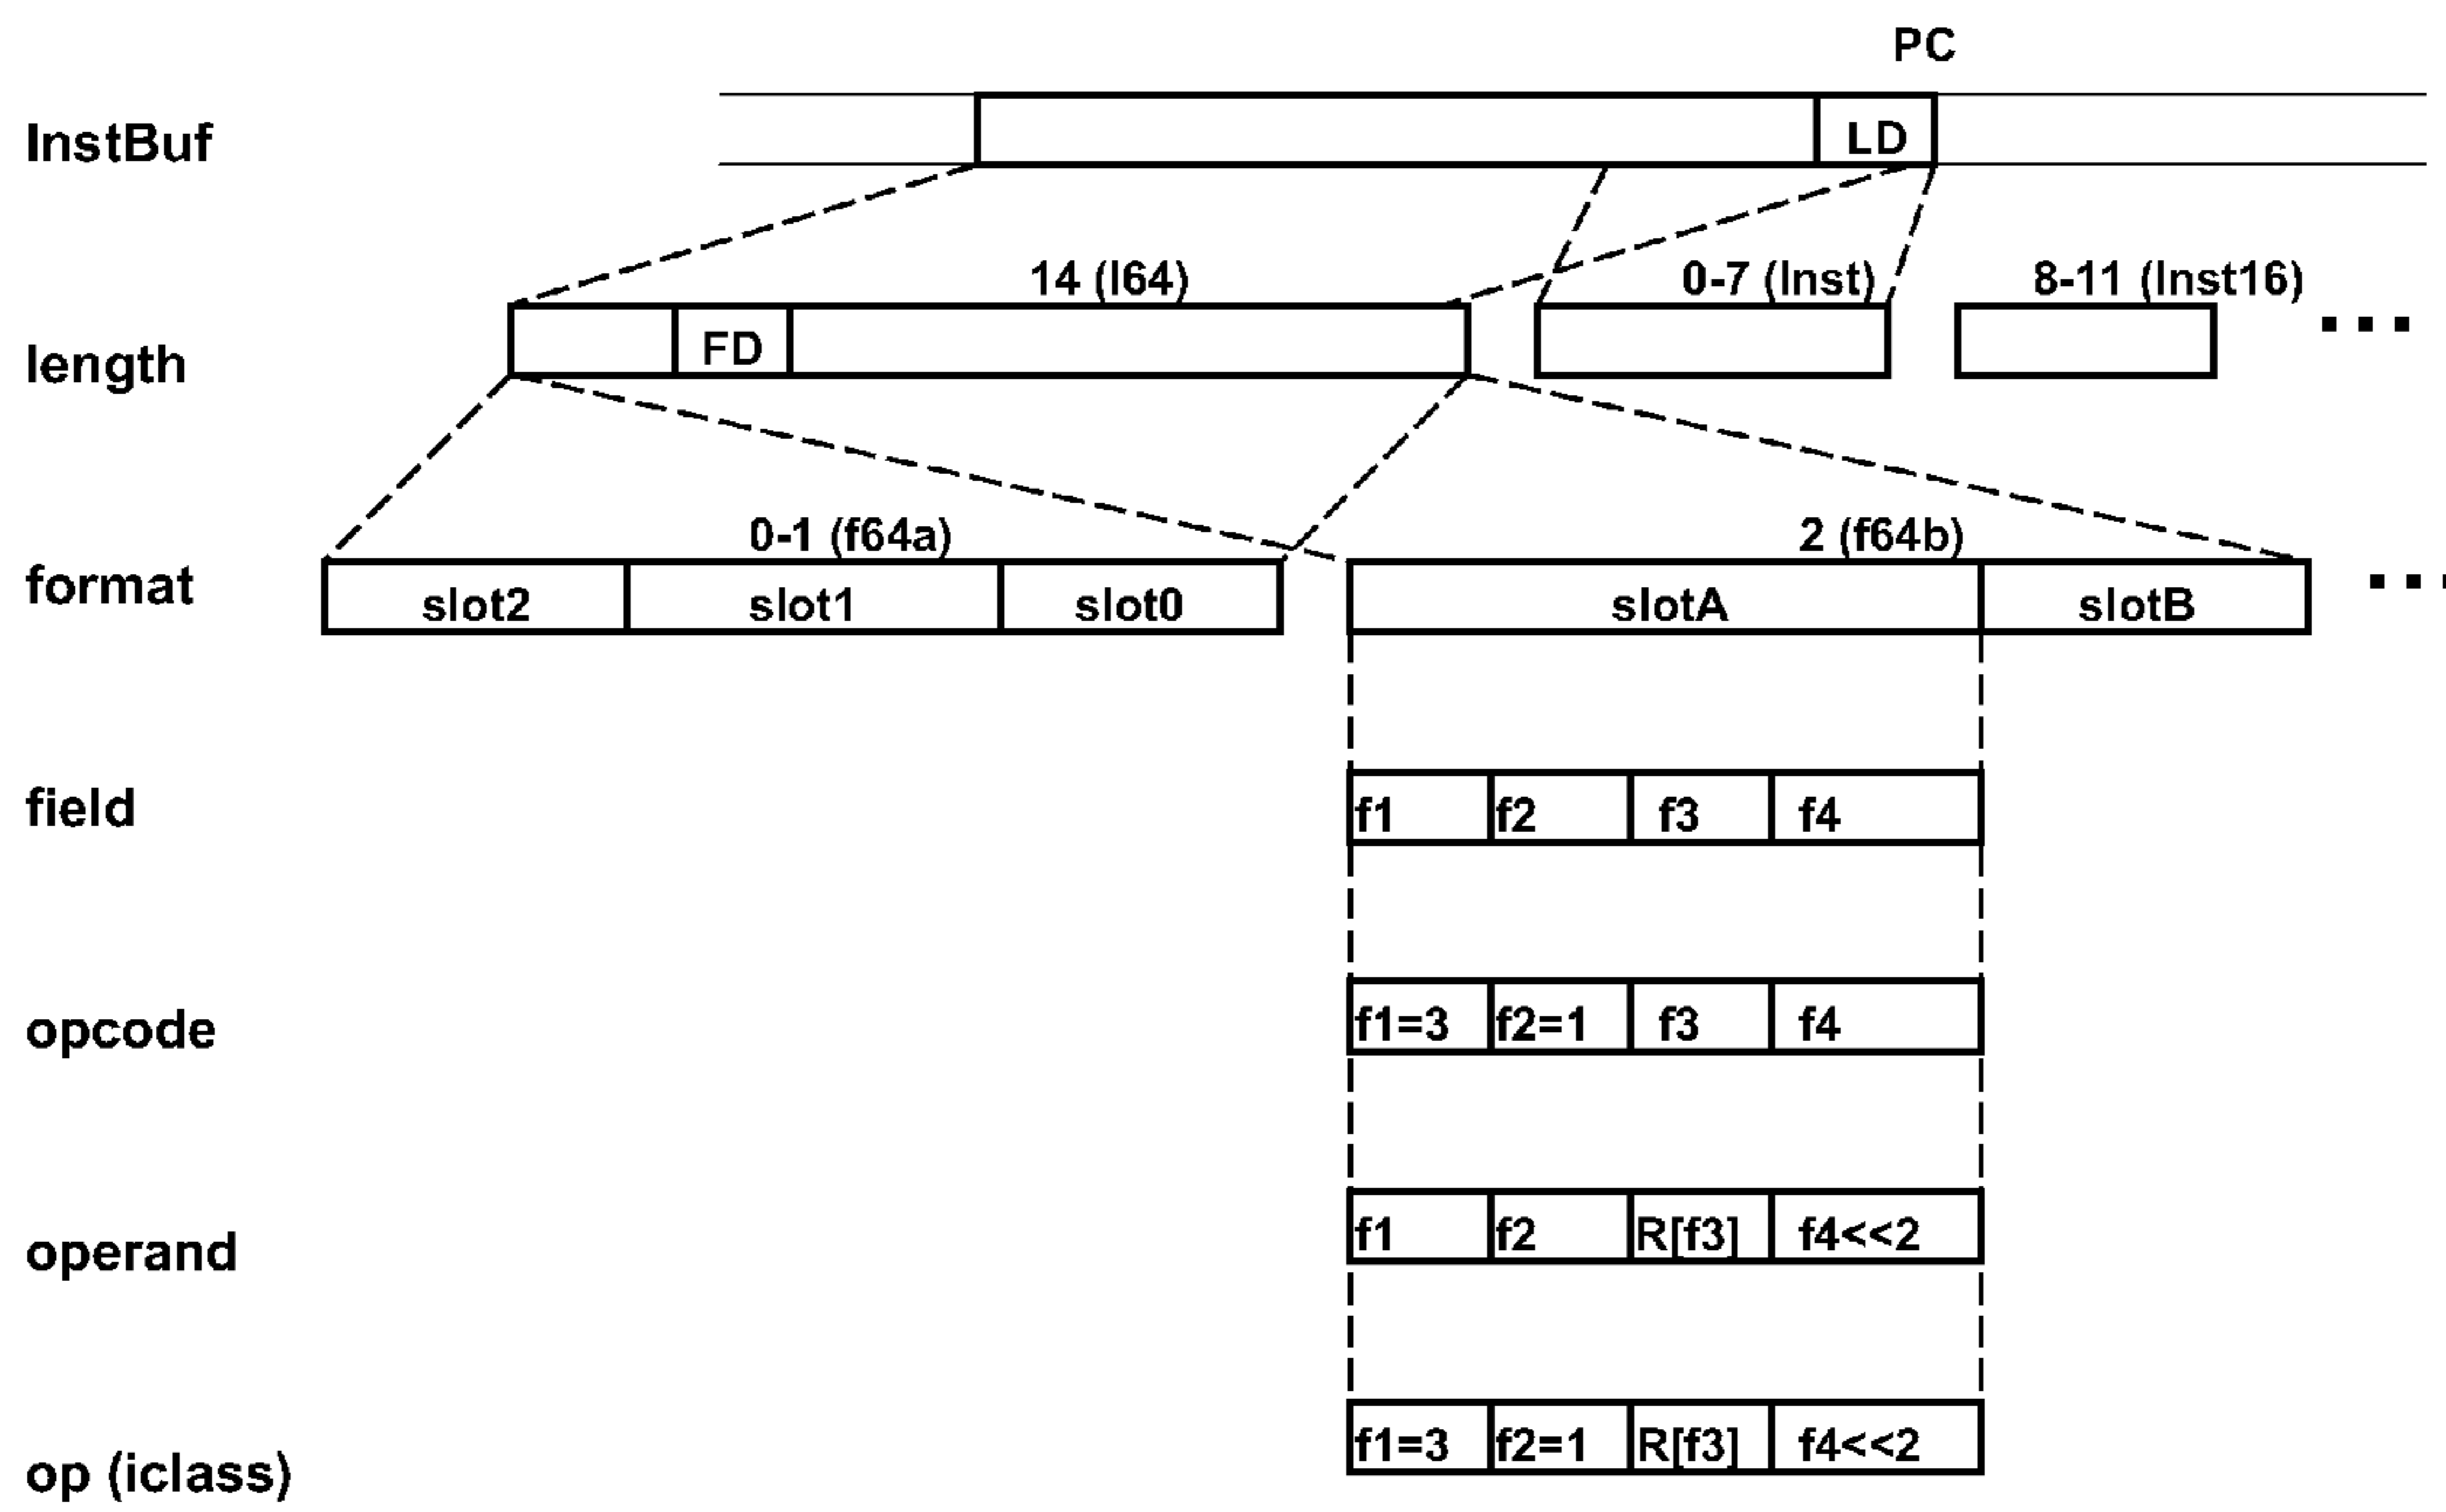 PC
InstBuf LD
14 (l64) 0-7 (Inst) 8-11 (Inst16)
length FD ...
0-1 (f64a) 2 (f64b)
format slot2 slot1 slot0 slotA slotB ...
field f1 f2 f3 f4
opcode f1=3 f2=1 f3 f4
operand f1 f2 R[f3] f4<<2
op (iclass) f1=3 f2=1 R[f3] f4<<2